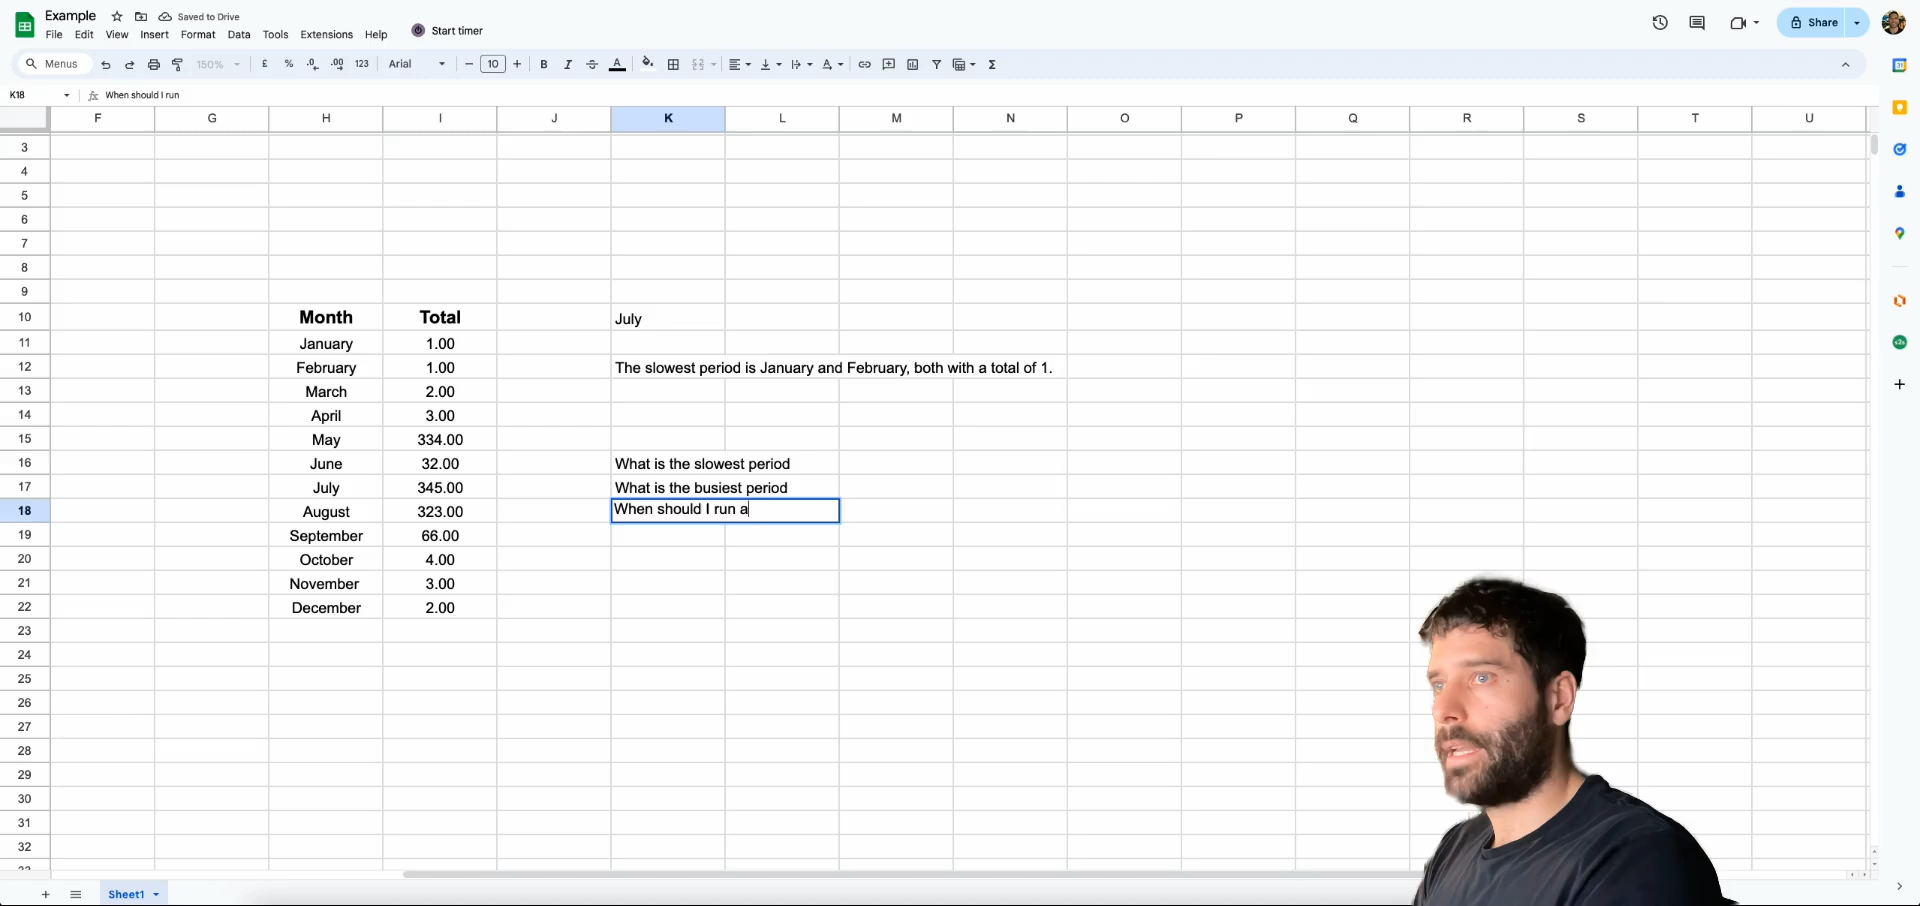 Example Saved to Drive
File Edit View Insert Format Data Tools Extensions Help Start timer
Share
Menus 150% £ % .0 .00 123 Arial 10 B I S A Σ
K18 fx When should I run
F G H I J K L M N O P Q R S T U
3
4
5
6
7
8
9
10 Month Total July
11 January 1.00
12 February 1.00 The slowest period is January and February, both with a total of 1.
13 March 2.00
14 April 3.00
15 May 334.00
16 June 32.00 What is the slowest period
17 July 345.00 What is the busiest period
18 August 323.00 When should I run a
19 September 66.00
20 October 4.00
21 November 3.00
22 December 2.00
23
24
25
26
27
28
29
30
31
32
Sheet1